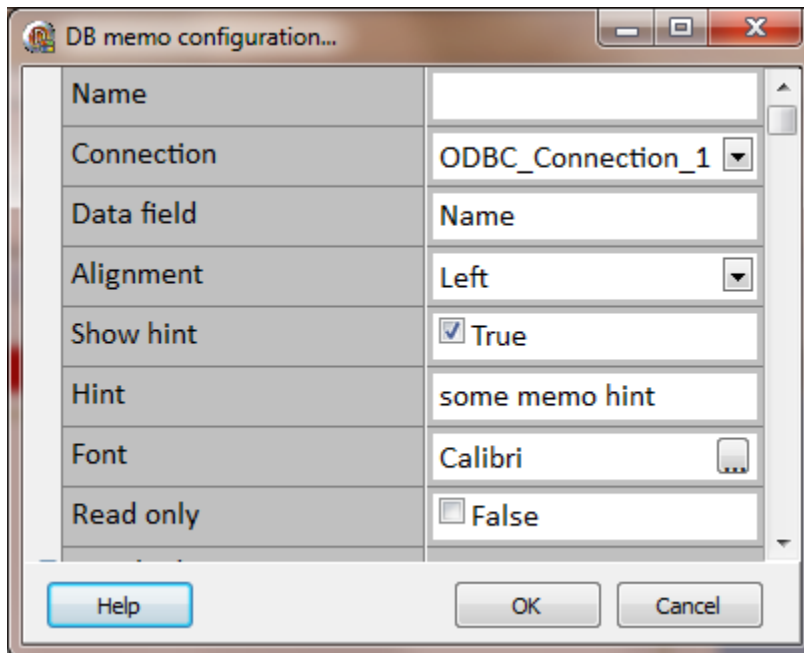 DB memo configuration...
Name
Connection ODBC_Connection_1
Data field Name
Alignment Left
Show hint True
Hint some memo hint
Font Calibri ...
Read only False
Help OK Cancel